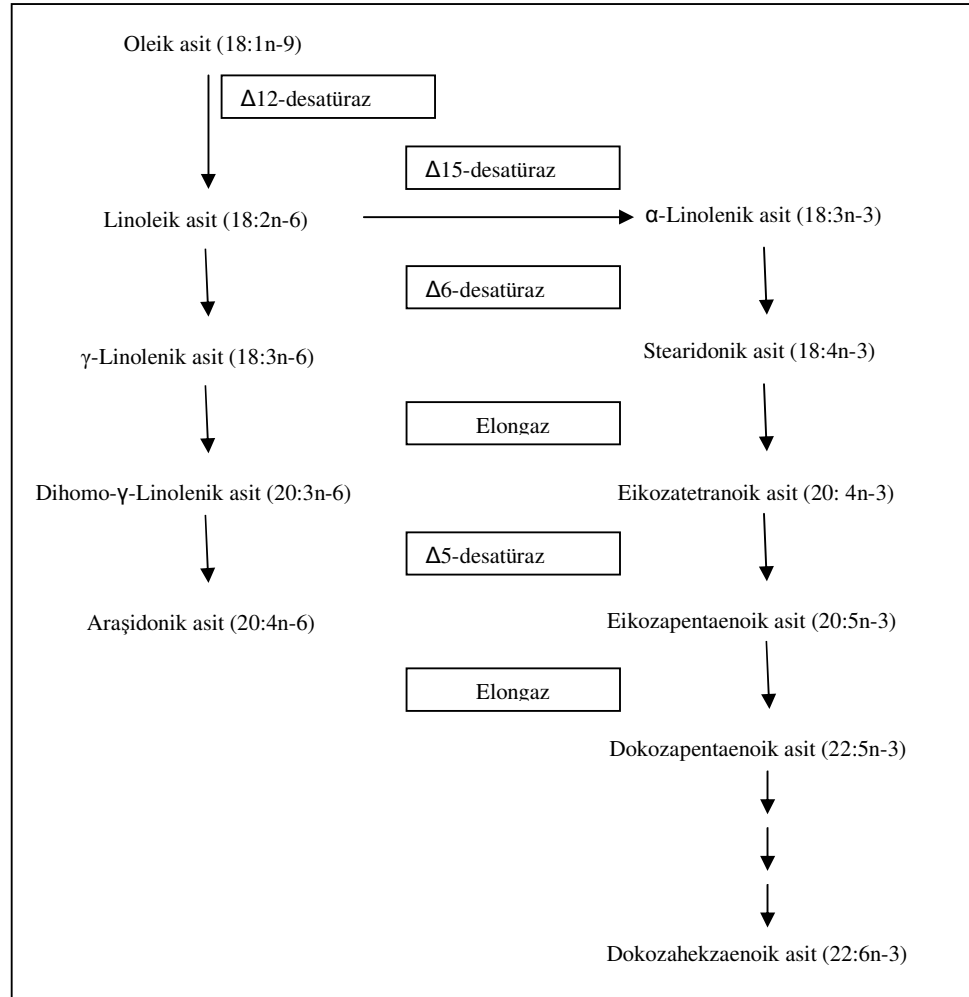 Oleik asit (18:1n-9)
Δ12-desatüraz
Δ15-desatüraz
Linoleik asit (18:2n-6)
α-Linolenik asit (18:3n-3)
Δ6-desatüraz
γ-Linolenik asit (18:3n-6)
Stearidonik asit (18:4n-3)
Elongaz
Dihomo-γ-Linolenik asit (20:3n-6)
Eikozatetranoik asit (20: 4n-3)
Δ5-desatüraz
Araşidonik asit (20:4n-6)
Eikozapentaenoik asit (20:5n-3)
Elongaz
Dokozapentaenoik asit (22:5n-3)
Dokozahekzaenoik asit (22:6n-3)